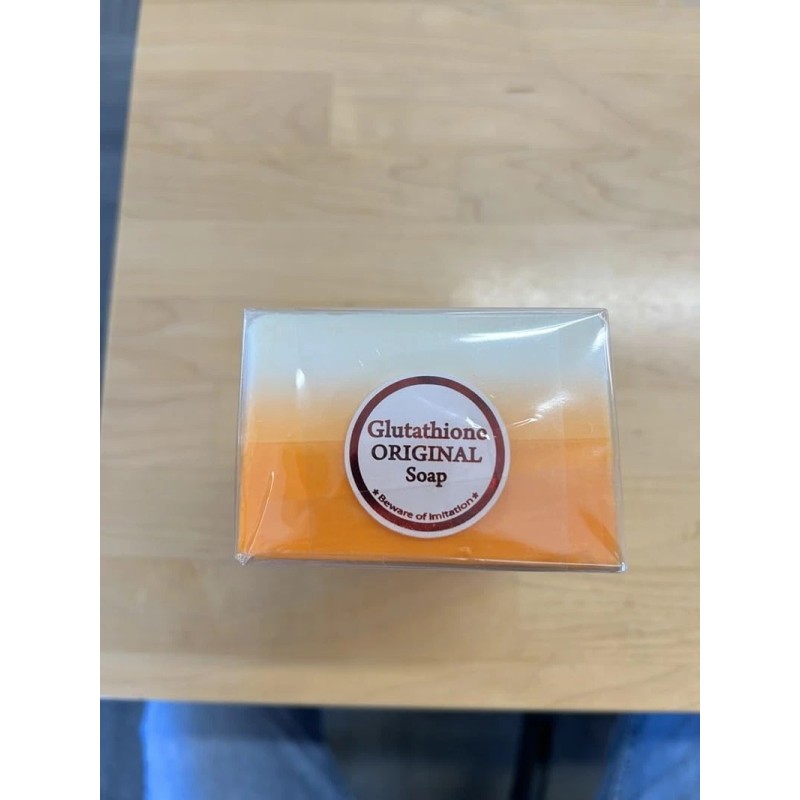 Glutathione
ORIGINAL
Soap
★Beware of Imitation★